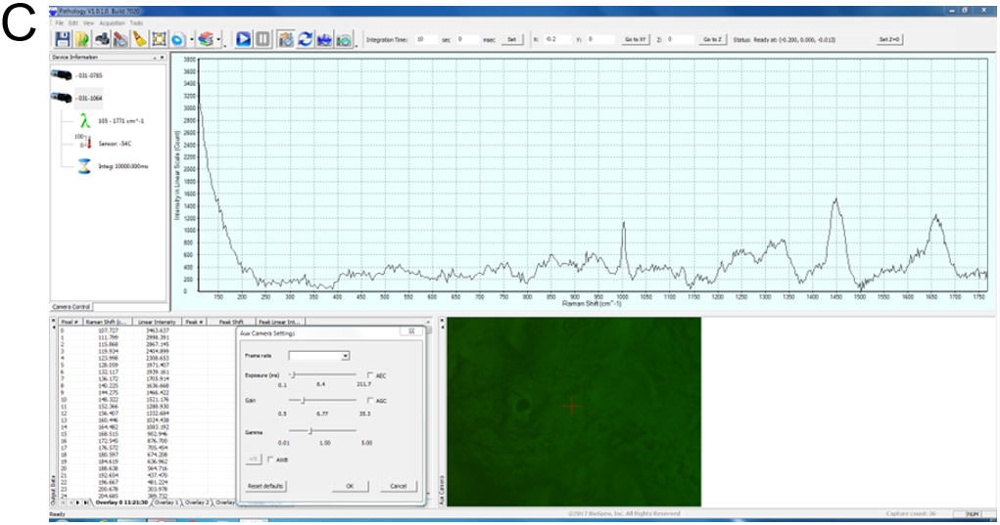 C
Pathology V1.0.1.0 Build 7020
File Edit View Acquisition Tools
Integration Time: 10 sec 0 msec Set X: -0.2 Y: 0 Go to XY Z: 0 Go to Z Status: Ready at: (-0.200, 0.000, -0.013) Set Z=0
Device Information
- 031-0785
- 031-1064
105 - 1771 cm^-1
Sensor: -54C
Integ: 10000.000ms
Camera Control
Intensity in Linear Scale (Count)
3800
3600
3400
3200
3000
2800
2600
2400
2200
2000
1800
1600
1400
1200
1000
800
600
400
200
0
150 200 250 300 350 400 450 500 550 600 650 700 750 800 850 900 950 1000 1050 1100 1150 1200 1250 1300 1350 1400 1450 1500 1550 1600 1650 1700 1750
Raman Shift (cm^-1)
Pixel # Raman Shift (c... Linear Intensity Peak # Peak Shift Peak Linear Int...
0 107.727 3463.637
1 111.799 2998.391
2 115.868 2867.145
3 119.934 2404.899
4 123.998 2308.653
5 128.059 1971.407
6 132.117 1939.161
7 136.172 1705.914
8 140.225 1636.668
9 144.275 1466.422
10 148.322 1521.176
11 152.366 1288.930
12 156.407 1332.684
13 160.446 1024.438
14 164.482 1083.192
15 168.515 902.946
16 172.545 876.700
17 176.572 705.454
18 180.597 674.208
19 184.619 636.962
20 188.638 564.716
21 192.654 437.470
22 196.667 481.224
23 200.678 303.978
24 204.685 389.732
Output Data
Overlay 0 11:21:30 Overlay 1 Overlay 2 Overlay
Aux Camera Settings
Frame rate
Exposure (ms) AEC
0.1 6.4 211.7
Gain AGC
0.5 0.77 35.3
Gamma
0.01 1.50 5.00
WB AWB
Reset defaults OK Cancel
Aux Camera
Ready ©2017 BaySpec, Inc. All Rights Reserved Capture count: 06 NUM